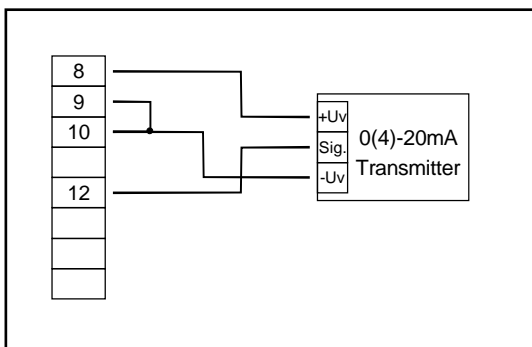 8
9
10
12
+Uv
Sig.
-Uv
0(4)-20mA
Transmitter